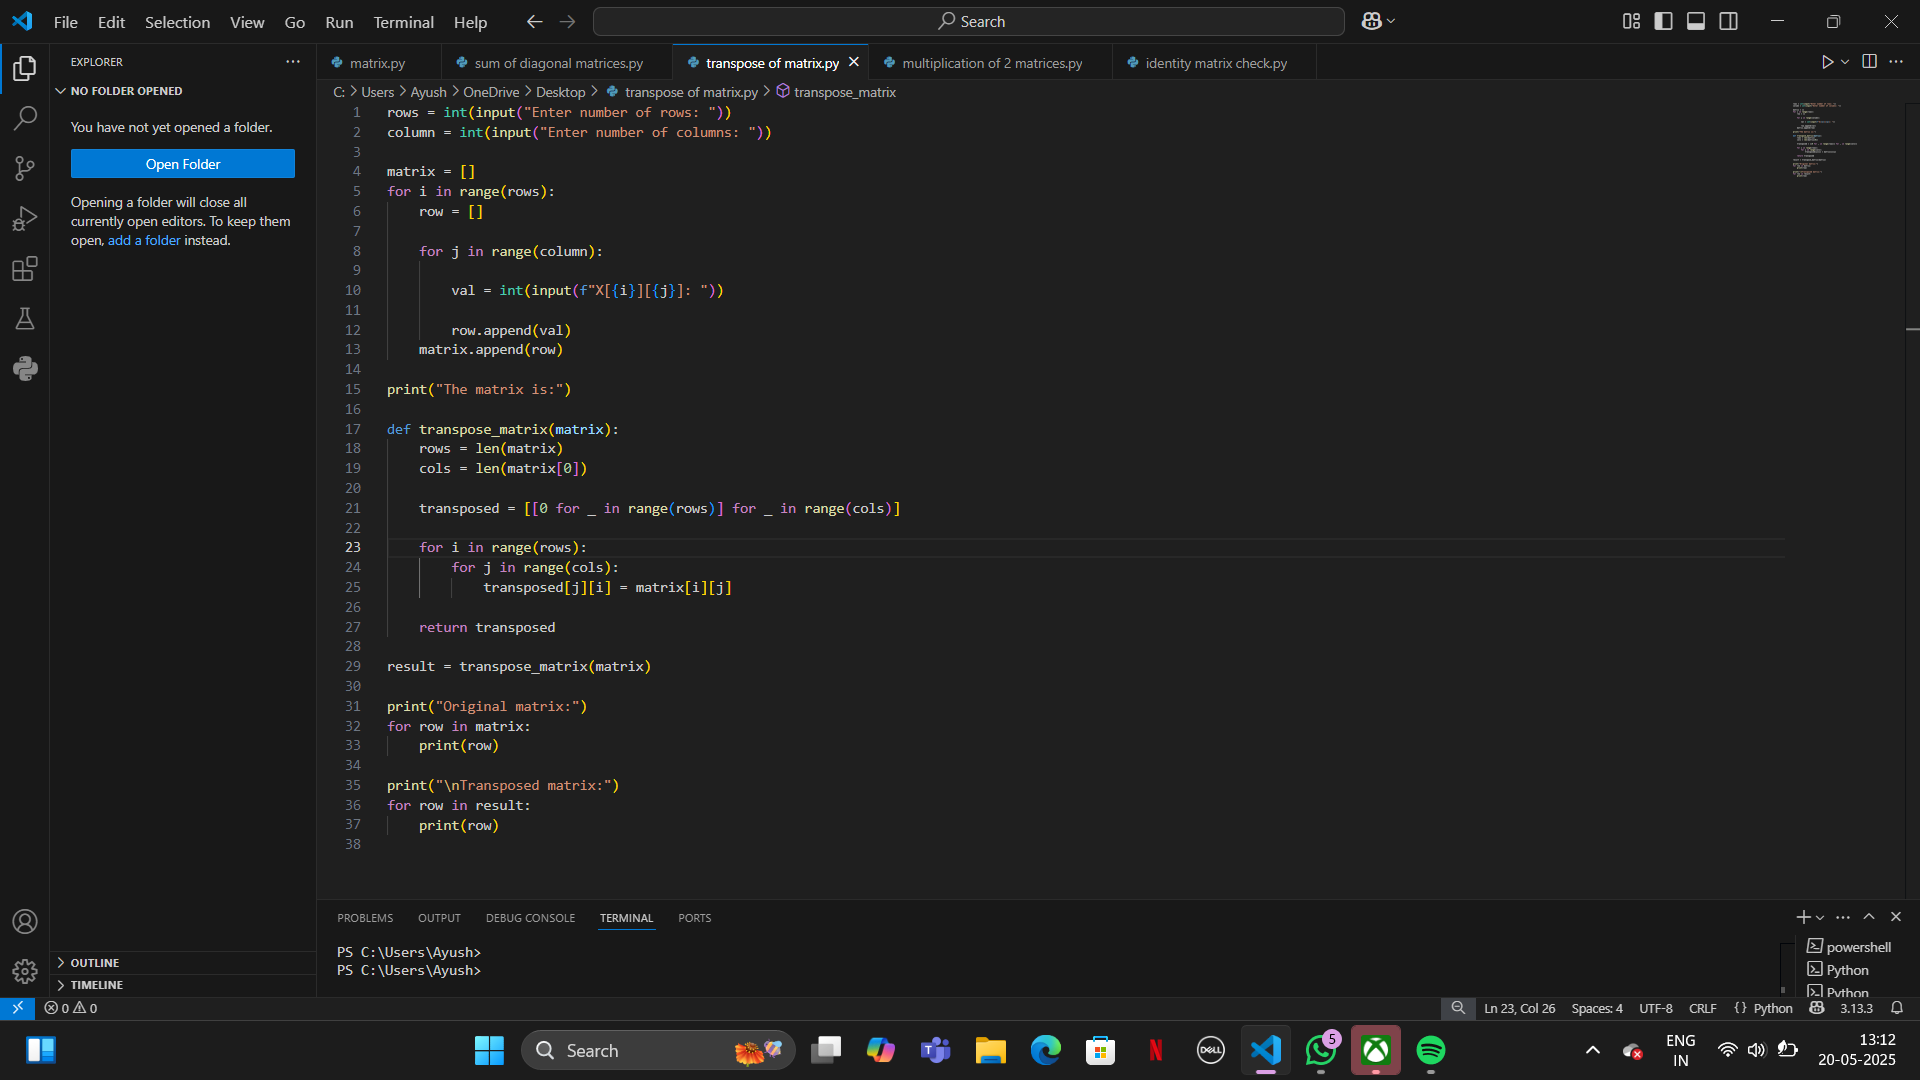 File Edit Selection View Go Run Terminal Help Search
EXPLORER
NO FOLDER OPENED
You have not yet opened a folder.
Open Folder
Opening a folder will close all
currently open editors. To keep them
open, add a folder instead.
OUTLINE
TIMELINE
matrix.py sum of diagonal matrices.py transpose of matrix.py multiplication of 2 matrices.py identity matrix check.py
C: > Users > Ayush > OneDrive > Desktop > transpose of matrix.py > transpose_matrix
1 rows = int(input("Enter number of rows: "))
2 column = int(input("Enter number of columns: "))
3
4 matrix = []
5 for i in range(rows):
6     row = []
7
8     for j in range(column):
9
10         val = int(input(f"X[{i}][{j}]: "))
11
12         row.append(val)
13     matrix.append(row)
14
15 print("The matrix is:")
16
17 def transpose_matrix(matrix):
18     rows = len(matrix)
19     cols = len(matrix[0])
20
21     transposed = [[0 for _ in range(rows)] for _ in range(cols)]
22
23     for i in range(rows):
24         for j in range(cols):
25             transposed[j][i] = matrix[i][j]
26
27     return transposed
28
29 result = transpose_matrix(matrix)
30
31 print("Original matrix:")
32 for row in matrix:
33     print(row)
34
35 print("\nTransposed matrix:")
36 for row in result:
37     print(row)
38
PROBLEMS OUTPUT DEBUG CONSOLE TERMINAL PORTS
PS C:\Users\Ayush>
PS C:\Users\Ayush>
powershell
Python
Python
0 0 Ln 23, Col 26 Spaces: 4 UTF-8 CRLF {} Python 3.13.3
Search T N DELL 5 ENG
IN
13:12
20-05-2025